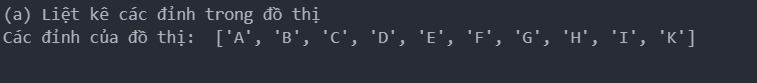 (a) Liệt kê các đỉnh trong đồ thị
Các đỉnh của đồ thị:  ['A', 'B', 'C', 'D', 'E', 'F', 'G', 'H', 'I', 'K']